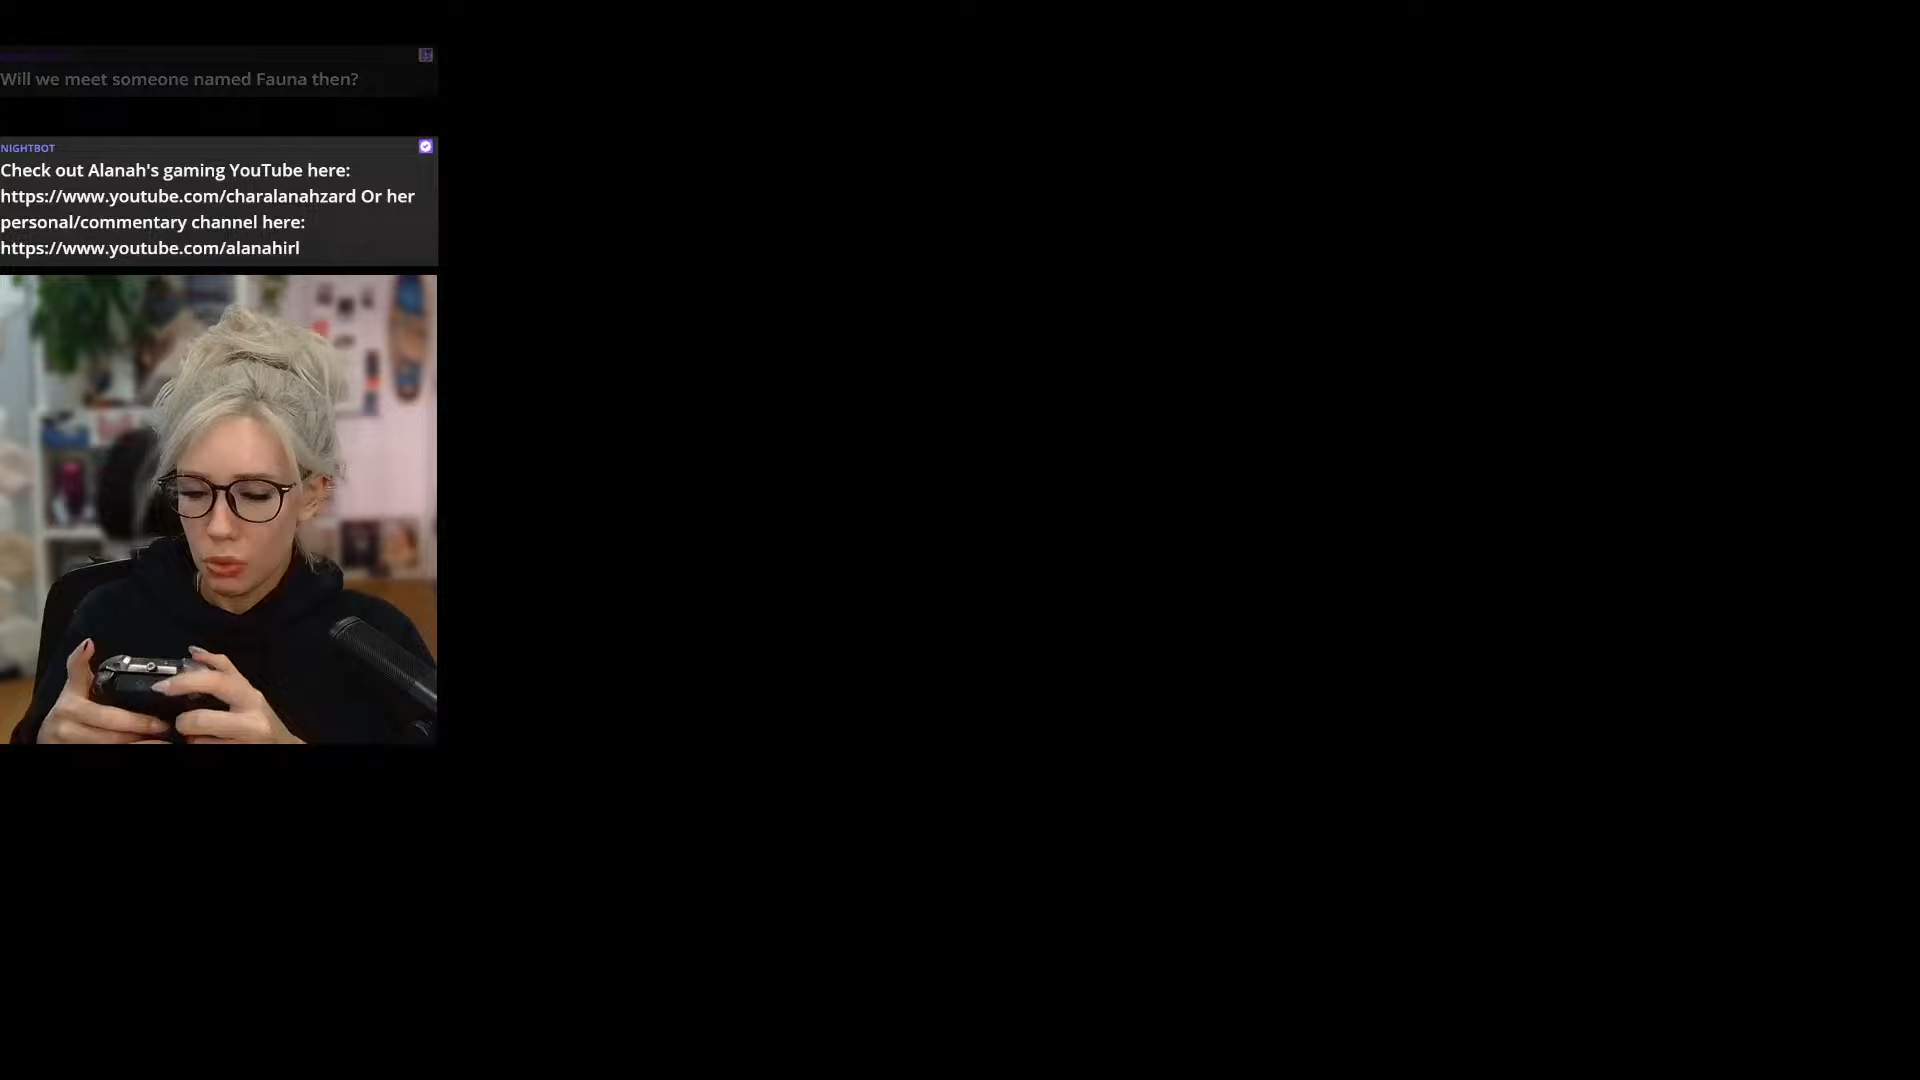 Will we meet someone named Fauna then?
NIGHTBOT
Check out Alanah's gaming YouTube here:
https://www.youtube.com/charalanahzard Or her
personal/commentary channel here:
https://www.youtube.com/alanahirl